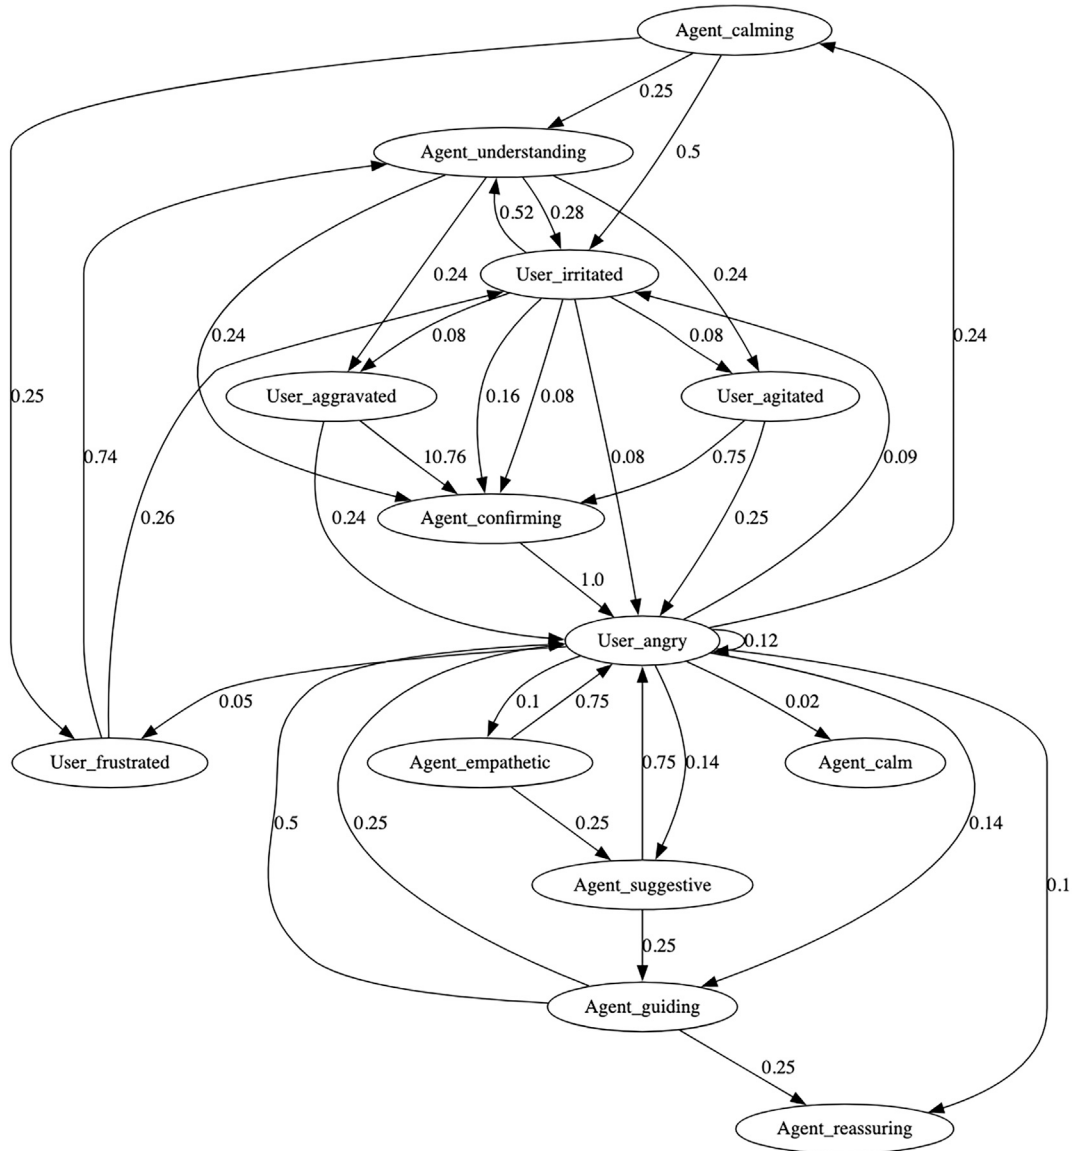 Agent_calming
0.25
Agent_understanding
0.5
0.52
0.28
User_irritated
0.24
0.24
0.24
0.08
0.08
0.24
0.25
User_aggravated
0.16
0.08
User_agitated
0.74
10.76
0.08
0.75
0.09
0.26
0.24
Agent_confirming
0.25
1.0
User_angry
0.12
0.05
0.1
0.75
0.02
User_frustrated
Agent_empathetic
0.75
0.14
Agent_calm
0.5
0.25
0.25
0.14
Agent_suggestive
0.1
0.25
Agent_guiding
0.25
Agent_reassuring